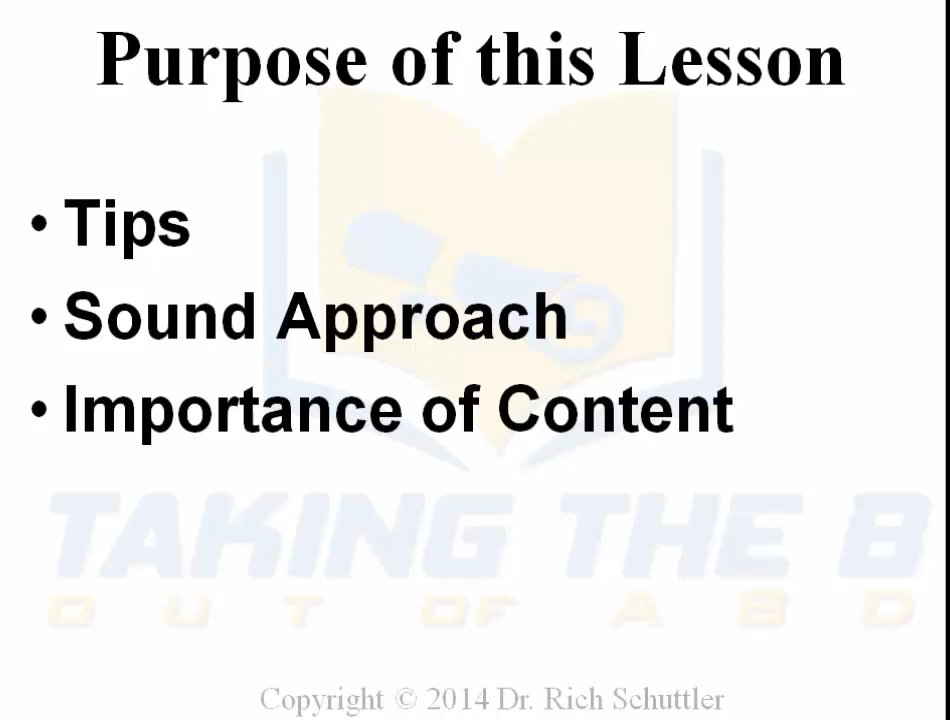 Purpose of this Lesson
• Tips
• Sound Approach
• Importance of Content
TAKING THE B
OUT OF ABD
Copyright © 2014 Dr. Rich Schuttler